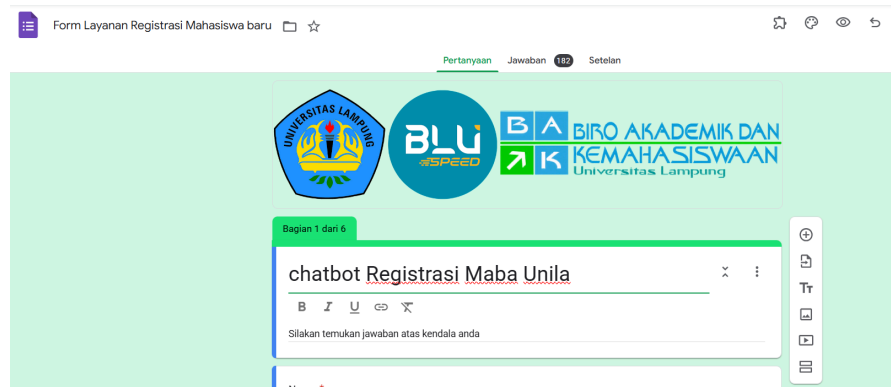 Form Layanan Registrasi Mahasiswa baru
Pertanyaan Jawaban 182 Setelan
UNIVERSITAS LAMPUNG
BLU
#SPEED
BA
K
BIRO AKADEMIK DAN
KEMAHASISWAAN
Universitas Lampung
Bagian 1 dari 6
chatbot Registrasi Maba Unila
B I U
Silakan temukan jawaban atas kendala anda